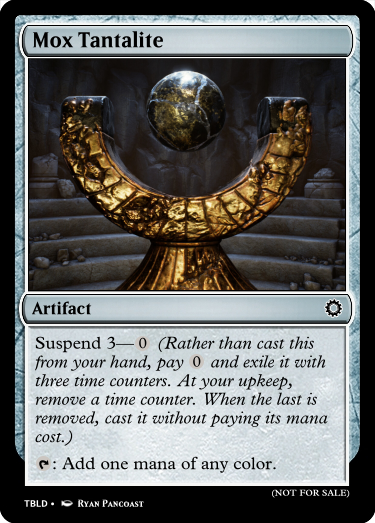 Mox Tantalite
Artifact
Suspend 3—0 (Rather than cast this
from your hand, pay 0 and exile it with
three time counters. At your upkeep,
remove a time counter. When the last is
removed, cast it without paying its mana
cost.)
: Add one mana of any color.
TBLD • Ryan Pancoast
(NOT FOR SALE)